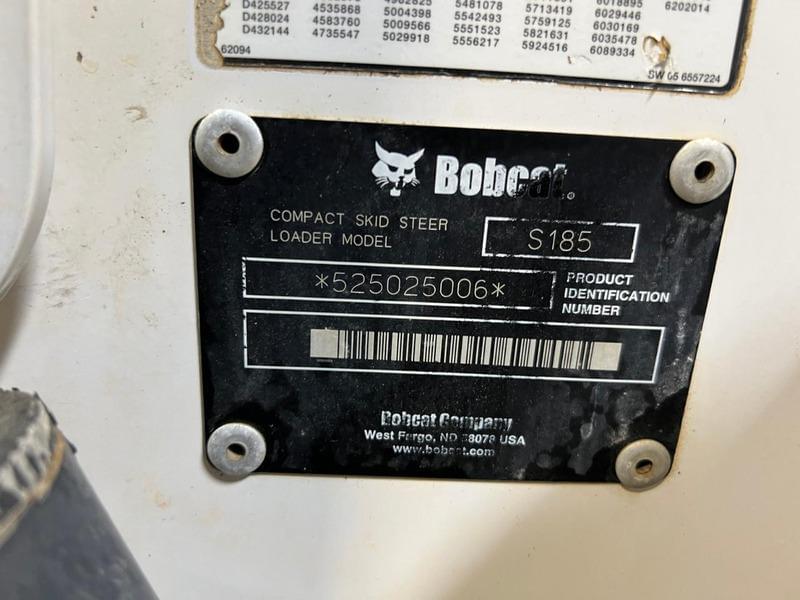 D425527 4535868 5004398 5481078 5713419 6018895 6202014
D428024 4583760 5009566 5542493 5759125 6029446
D432144 4735547 5029918 5551523 5821631 6030169
5556217 5924516 6035478
6089334
62094
SW 05 6557224
Bobcat®
COMPACT SKID STEER
LOADER MODEL
S185
*525025006*
PRODUCT
IDENTIFICATION
NUMBER
Bobcat Company
West Fargo, ND 58078 USA
www.bobcat.com